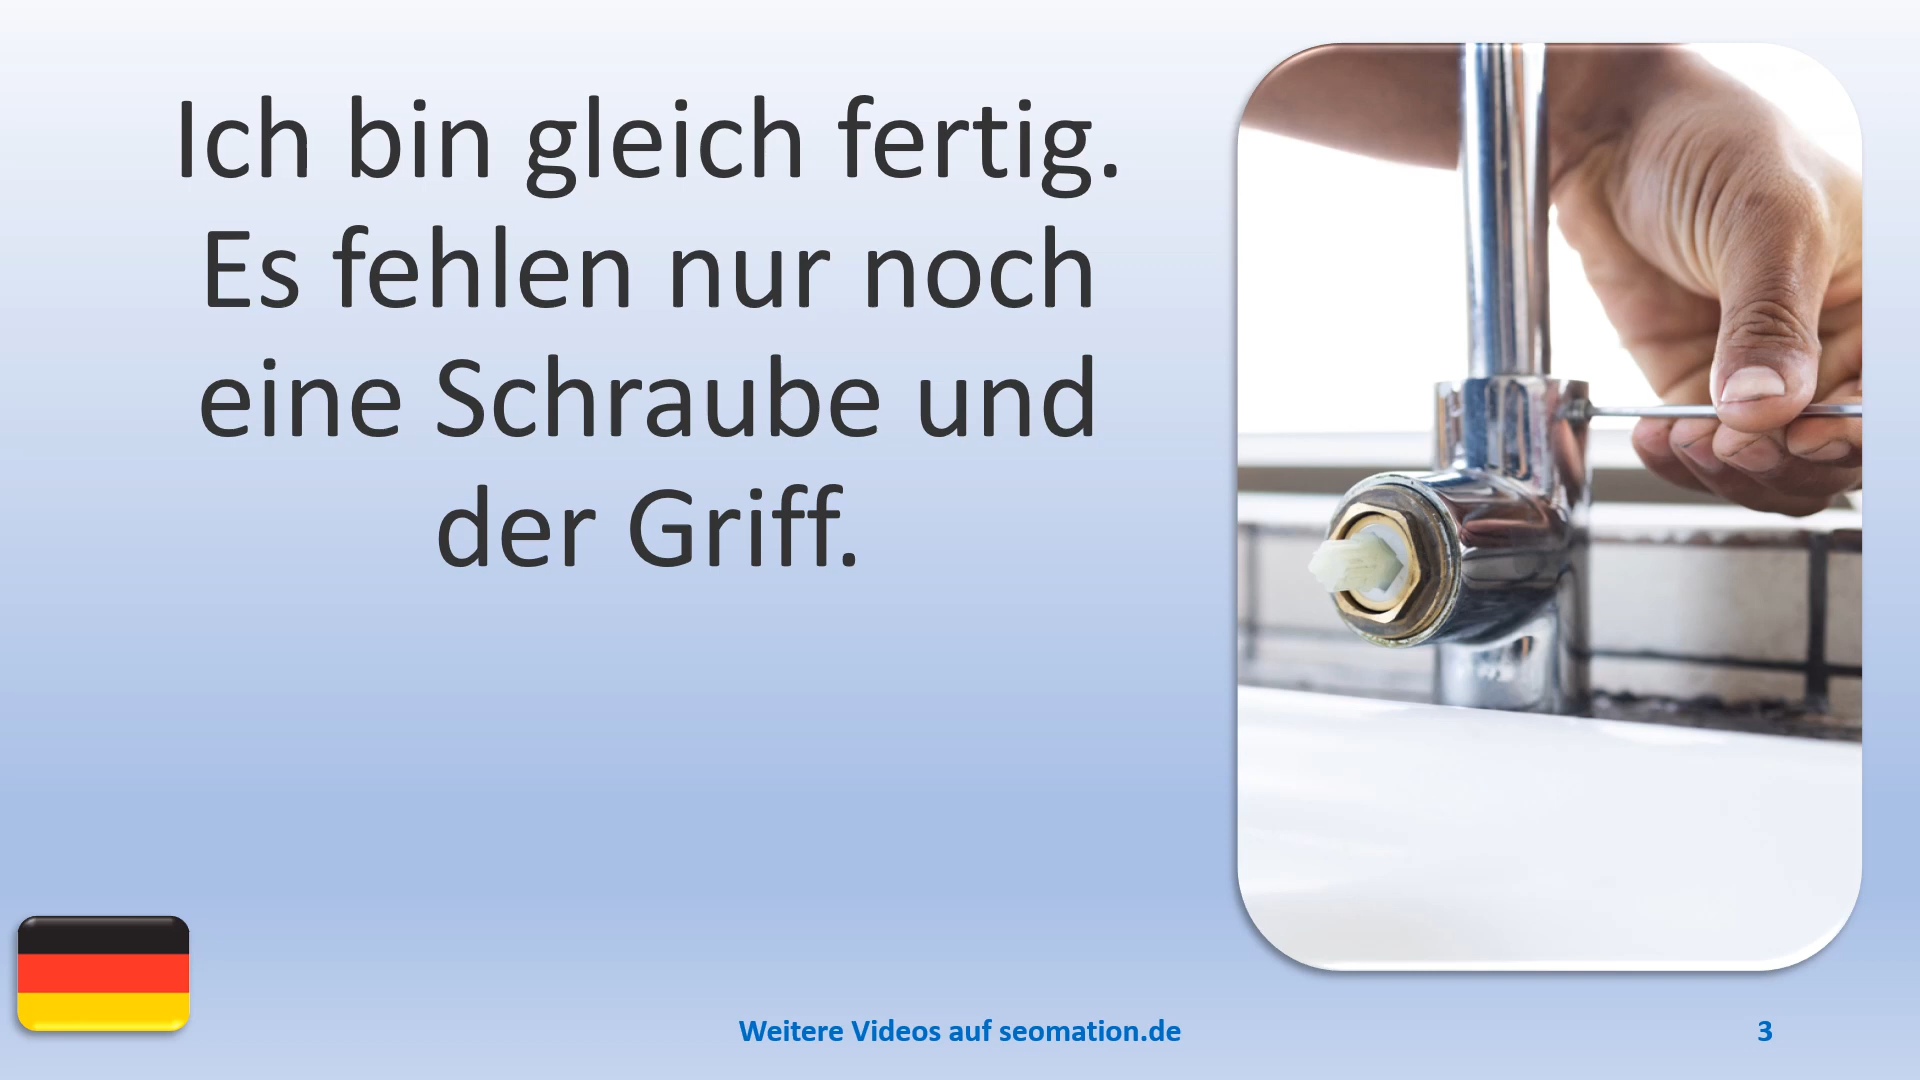 Ich bin gleich fertig.
Es fehlen nur noch
eine Schraube und
der Griff.
Weitere Videos auf seomation.de
3